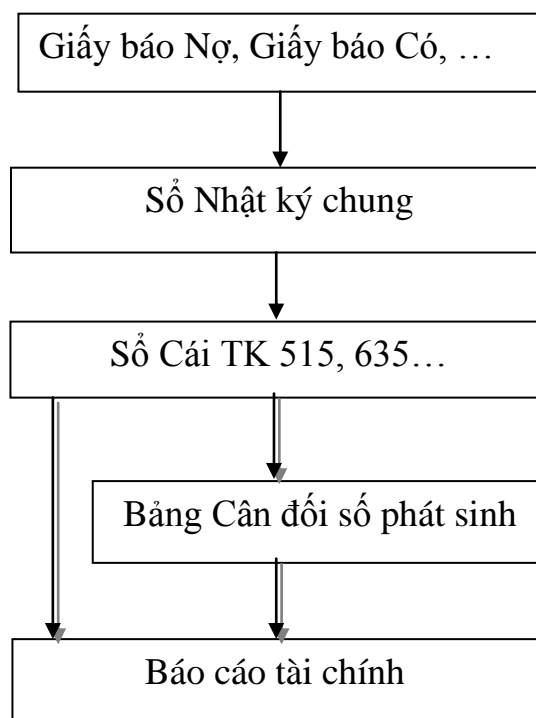 Giấy báo Nợ, Giấy báo Có, …
Sổ Nhật ký chung
Sổ Cái TK 515, 635…
Bảng Cân đối số phát sinh
Báo cáo tài chính